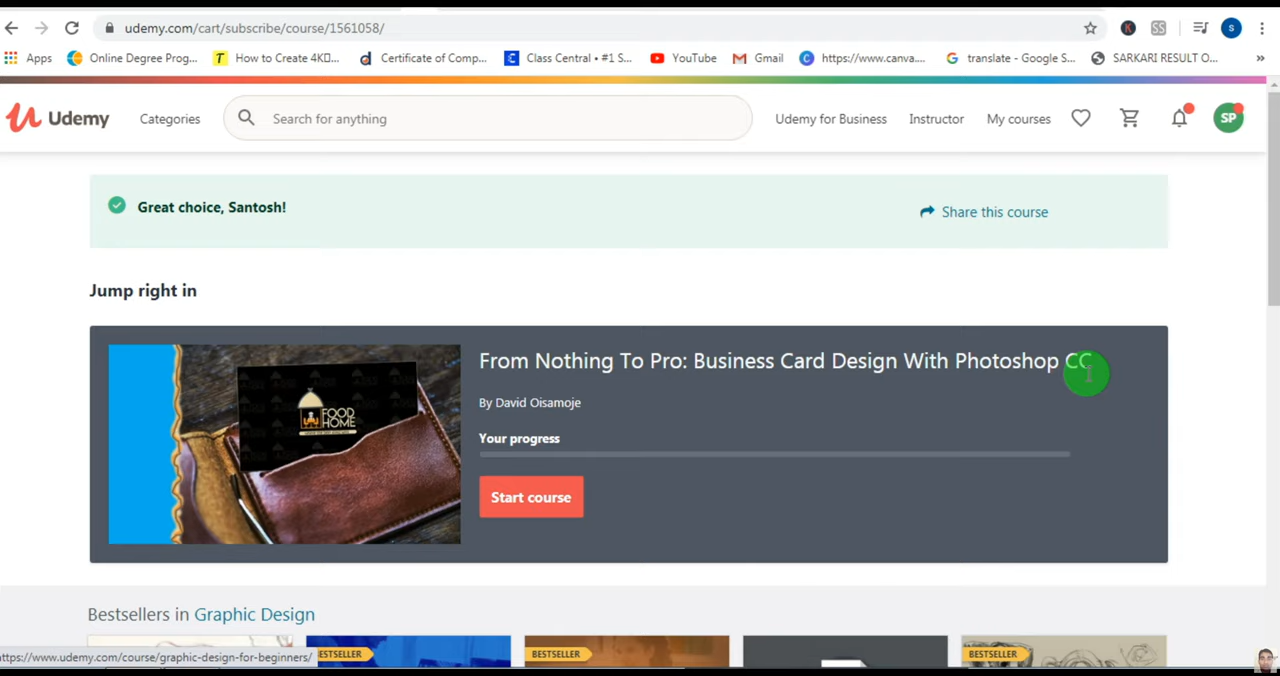 udemy.com/cart/subscribe/course/1561058/
K
SS
s
Apps
Online Degree Prog...
T
How to Create 4K...
d
Certificate of Comp...
C
Class Central • #1 S...
YouTube
Gmail
C
https://www.canva....
translate - Google S...
SARKARI RESULT O...
»
Udemy
Categories
Search for anything
Udemy for Business
Instructor
My courses
SP
Great choice, Santosh!
Share this course
Jump right in
From Nothing To Pro: Business Card Design With Photoshop CC
By David Oisamoje
Your progress
Start course
FOOD
HOME
Bestsellers in Graphic Design
BESTSELLER
BESTSELLER
https://www.udemy.com/course/graphic-design-for-beginners/